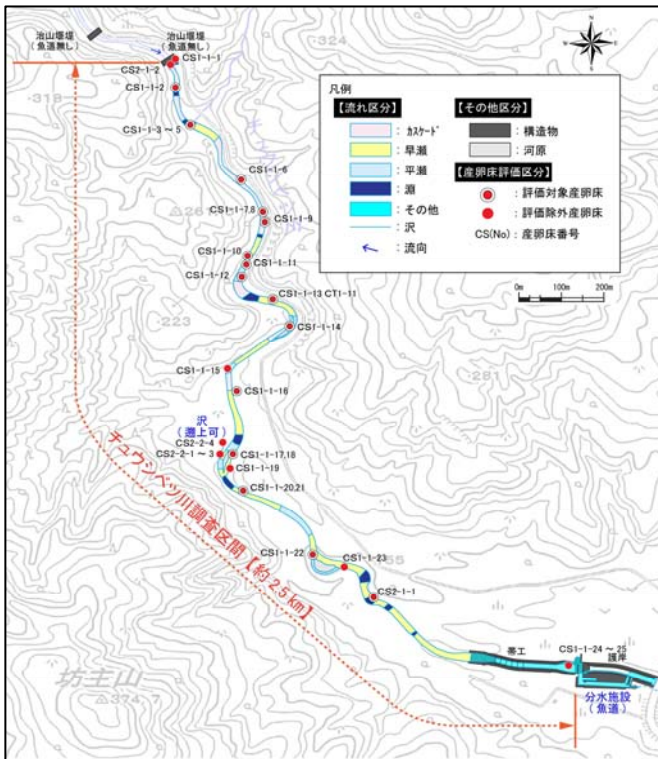 治山堰堤
(魚道無し)
治山堰堤
(魚道無し)
CS1-1-1
CS2-1-2
CS1-1-2
CS1-1-3 ～ 5
CS1-1-6
CS1-1-7,8
CS1-1-9
CS1-1-10
CS1-1-11
CS1-1-12
CS1-1-13 CT1-11
CS1-1-14
CS1-1-15
CS1-1-16
沢
(遡上可)
CS2-2-4
CS2-2-1 ～ 3
CS1-1-17,18
CS1-1-19
CS1-1-20,21
CS1-1-22
CS1-1-23
CS2-1-1
帯工
CS1-1-24 ～ 25
護岸
分水施設
(魚道)
チュウシベツ川調査区間【約2.5km】
坊主山
・324
・318
・223
・281
凡例
【流れ区分】
：カスケード
：早瀬
：平瀬
：淵
：その他
：沢
：流向
【その他区分】
：構造物
：河原
【産卵床評価区分】
：評価対象産卵床
：評価除外産卵床
CS(No)：産卵床番号
0m 100m 200m
N